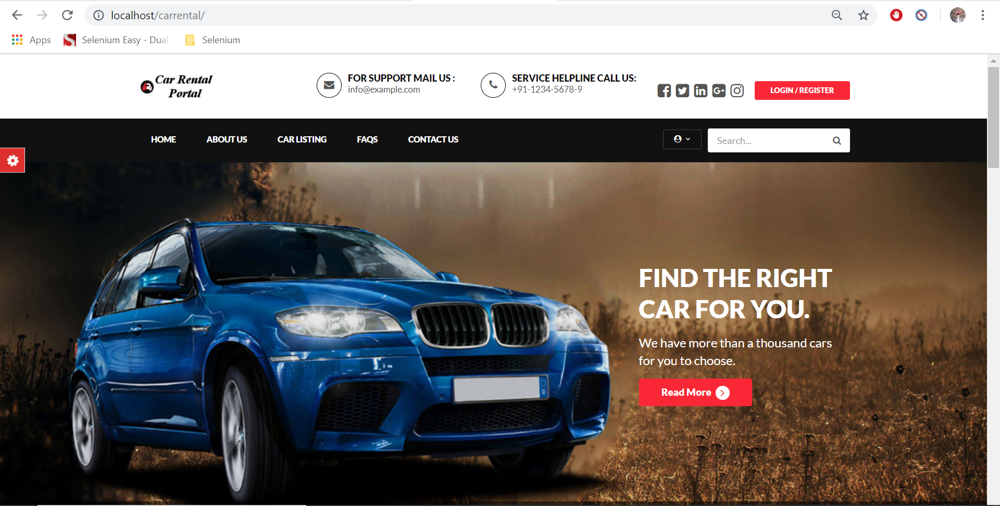 localhost/carrental/
Apps
Selenium Easy - Dual
Selenium
Car Rental
Portal
FOR SUPPORT MAIL US :
info@example.com
SERVICE HELPLINE CALL US:
+91-1234-5678-9
LOGIN / REGISTER
HOME
ABOUT US
CAR LISTING
FAQS
CONTACT US
Search...
FIND THE RIGHT
CAR FOR YOU.
We have more than a thousand cars
for you to choose.
Read More